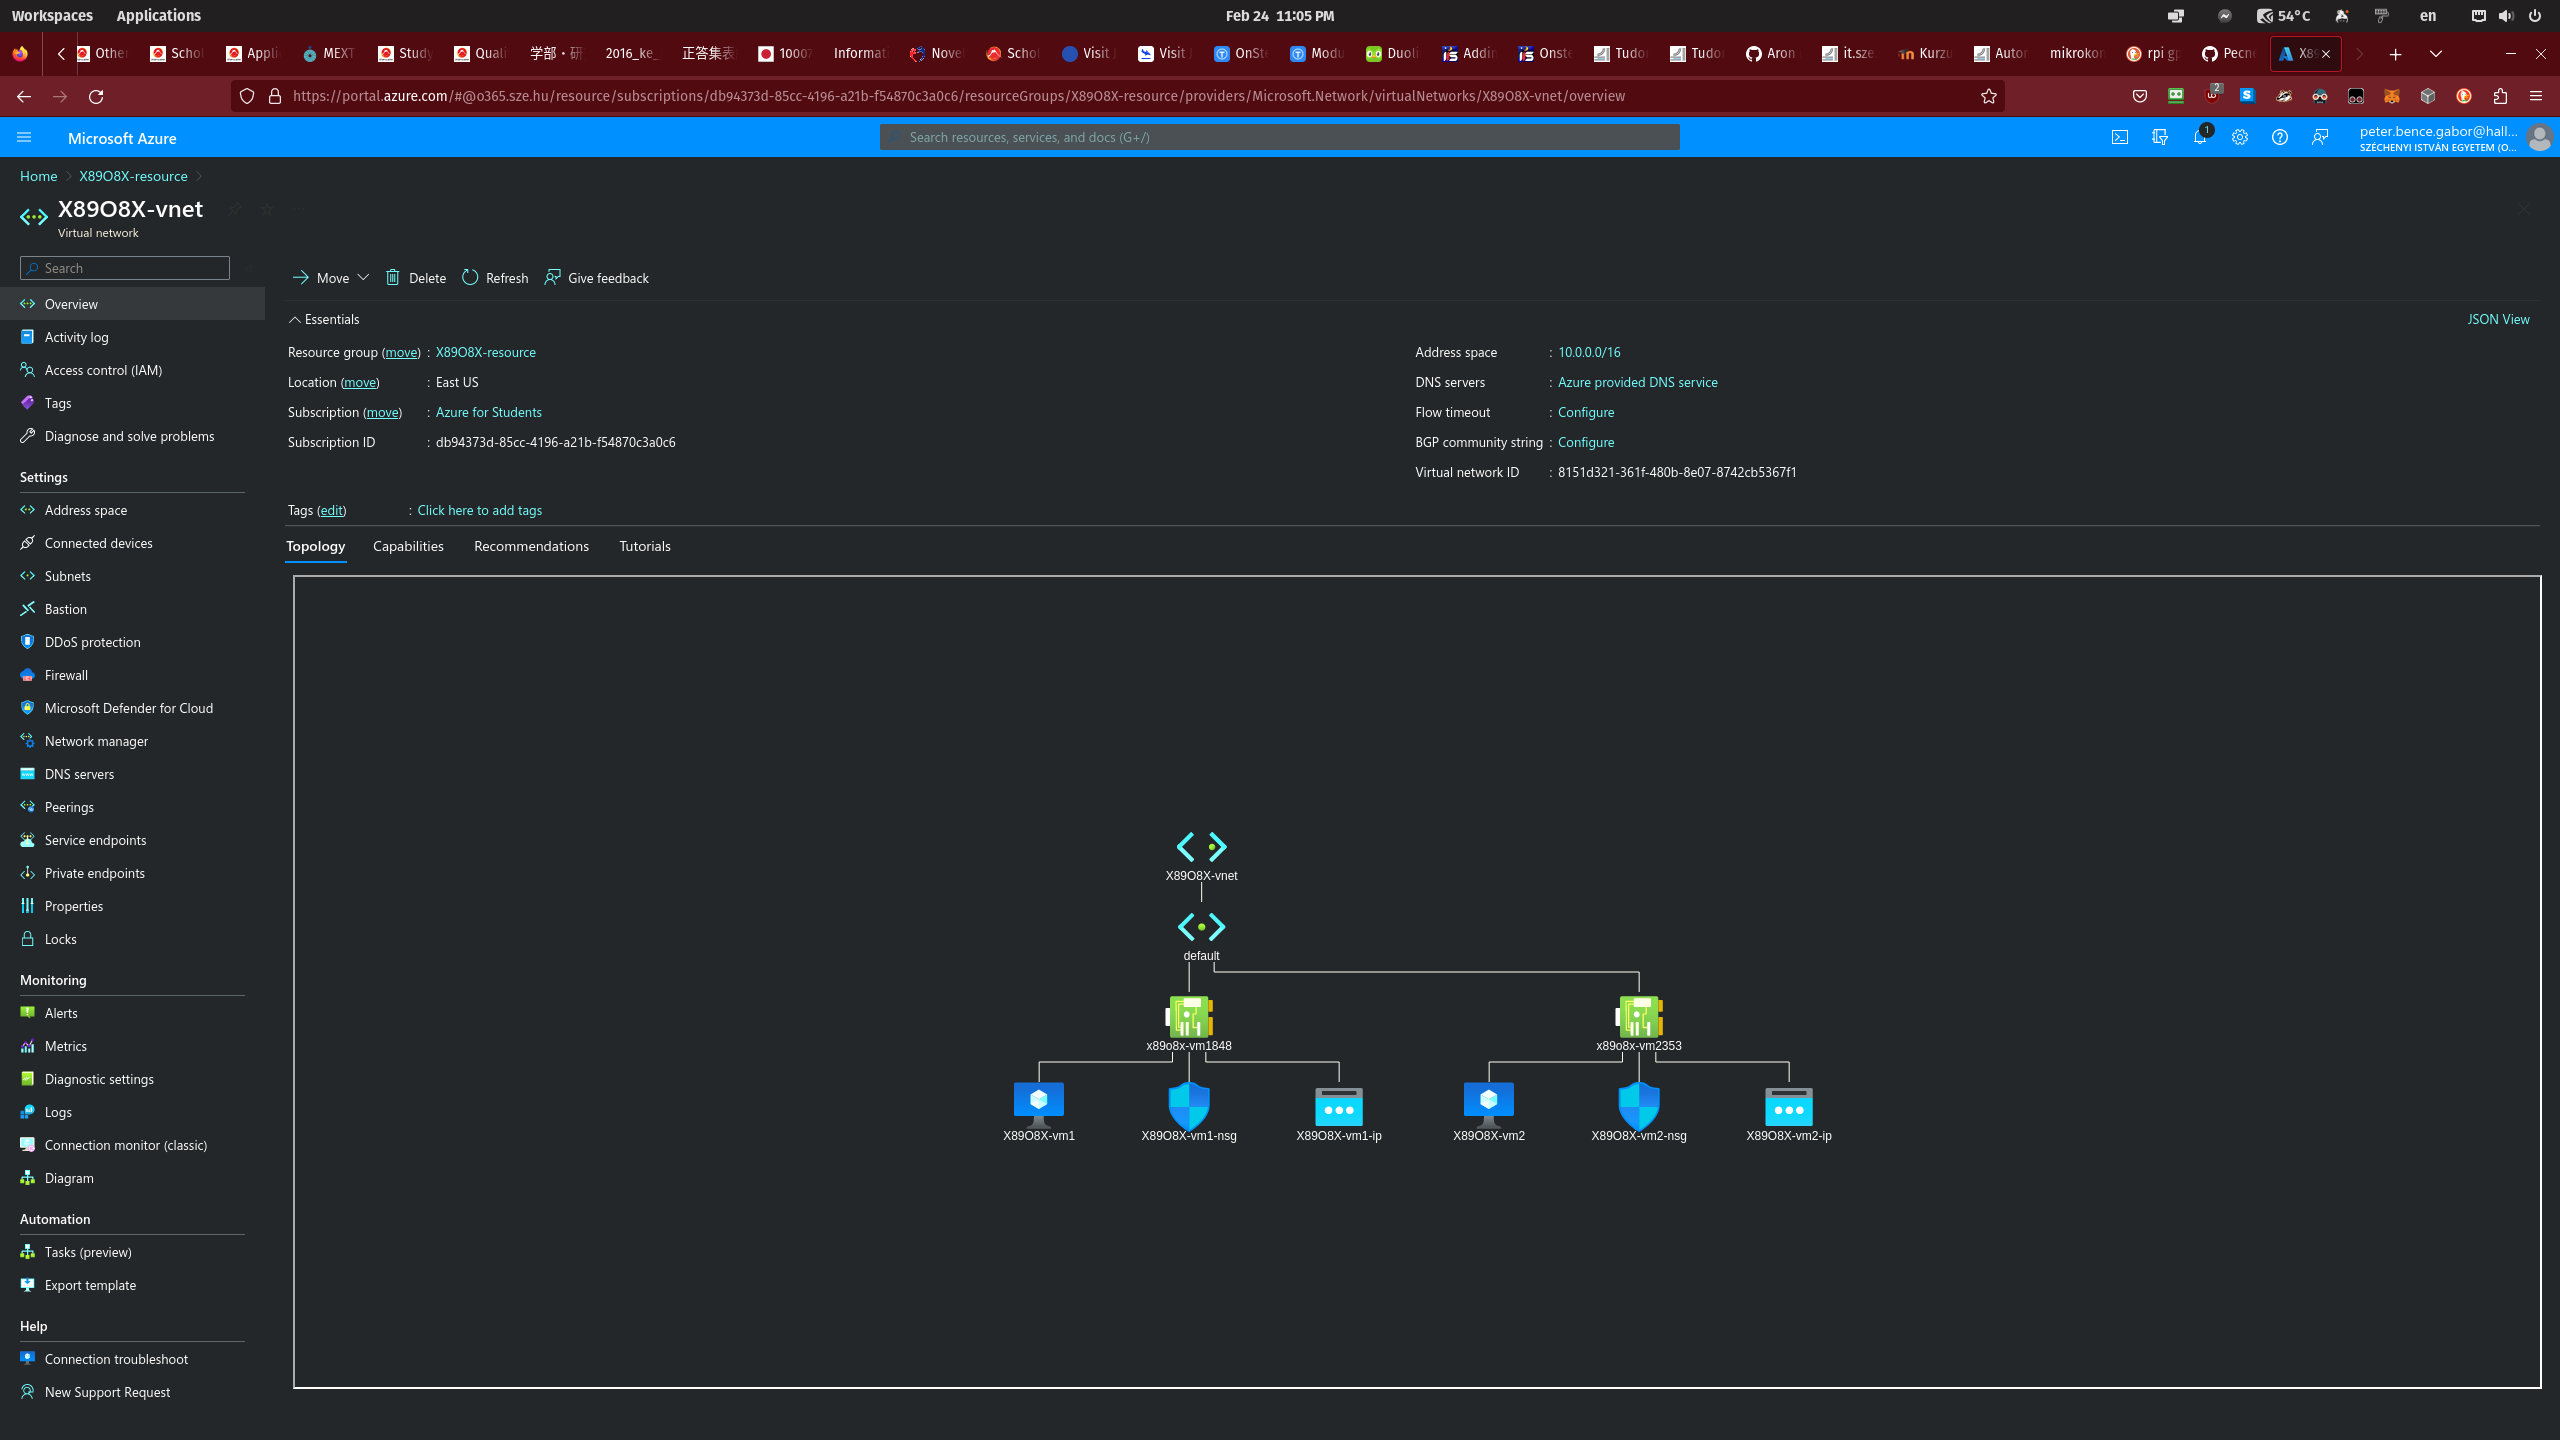 Workspaces Applications Feb 24 11:05 PM 54°C en
Othe Schol Appli MEXT Study Quali 学部・研 2016_ke_ 正答集表 1000 Informati Nove Schol Visit J Visit J OnSt Modu Duoli Addin Onste Tudo Tudo Aron it.sze Kurzu Auton mikrokon rpi gp Pecne X89
https://portal.azure.com/#@o365.sze.hu/resource/subscriptions/db94373d-85cc-4196-a21b-f54870c3a0c6/resourceGroups/X89O8X-resource/providers/Microsoft.Network/virtualNetworks/X89O8X-vnet/overview 2
Microsoft Azure Search resources, services, and docs (G+/) 1 peter.bence.gabor@hall...
SZÉCHENYI ISTVÁN EGYETEM (O...
Home X89O8X-resource
X89O8X-vnet
Virtual network
Search
Move Delete Refresh Give feedback
Overview
Activity log
Access control (IAM)
Tags
Diagnose and solve problems
Settings
Address space
Connected devices
Subnets
Bastion
DDoS protection
Firewall
Microsoft Defender for Cloud
Network manager
DNS servers
Peerings
Service endpoints
Private endpoints
Properties
Locks
Monitoring
Alerts
Metrics
Diagnostic settings
Logs
Connection monitor (classic)
Diagram
Automation
Tasks (preview)
Export template
Help
Connection troubleshoot
New Support Request
Essentials JSON View
Resource group (move) : X89O8X-resource
Location (move) : East US
Subscription (move) : Azure for Students
Subscription ID : db94373d-85cc-4196-a21b-f54870c3a0c6
Address space : 10.0.0.0/16
DNS servers : Azure provided DNS service
Flow timeout : Configure
BGP community string : Configure
Virtual network ID : 8151d321-361f-480b-8e07-8742cb5367f1
Tags (edit) : Click here to add tags
Topology Capabilities Recommendations Tutorials
X89O8X-vnet
default
x89o8x-vm1848 x89o8x-vm2353
X89O8X-vm1 X89O8X-vm1-nsg X89O8X-vm1-ip X89O8X-vm2 X89O8X-vm2-nsg X89O8X-vm2-ip